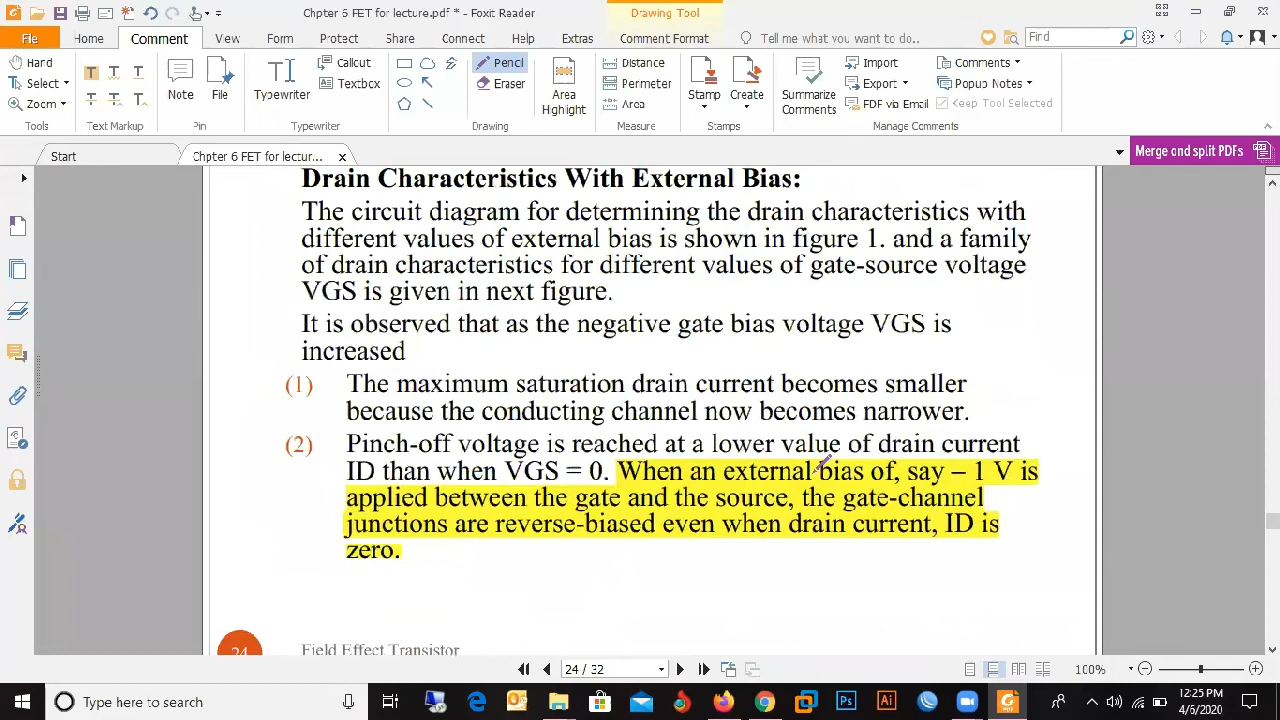 Chpter 6 FET for lecture.pdf * - Foxit Reader
Drawing Tool
File
Home
Comment
View
Form
Protect
Share
Connect
Help
Extras
Comment Format
Tell me what you want to do..
Find
Hand
Select
Zoom
Tools
Text Markup
Note
File
Pin
Typewriter
Callout
Textbox
Typewriter
Pencil
Eraser
Drawing
Area Highlight
Distance
Perimeter
Area
Measure
Stamp
Create
Stamps
Summarize Comments
Import
Export
FDF via Email
Comments
Popup Notes
Keep Tool Selected
Manage Comments
Start
Chpter 6 FET for lectur...
Merge and split PDFs
Drain Characteristics With External Bias:
The circuit diagram for determining the drain characteristics with
different values of external bias is shown in figure 1. and a family
of drain characteristics for different values of gate-source voltage
VGS is given in next figure.
It is observed that as the negative gate bias voltage VGS is
increased
(1) The maximum saturation drain current becomes smaller
because the conducting channel now becomes narrower.
(2) Pinch-off voltage is reached at a lower value of drain current
ID than when VGS = 0. When an external bias of, say – 1 V is
applied between the gate and the source, the gate-channel
junctions are reverse-biased even when drain current, ID is
zero.
24 Field Effect Transistor
24 / 32
100%
Type here to search
12:25 PM
4/5/2020